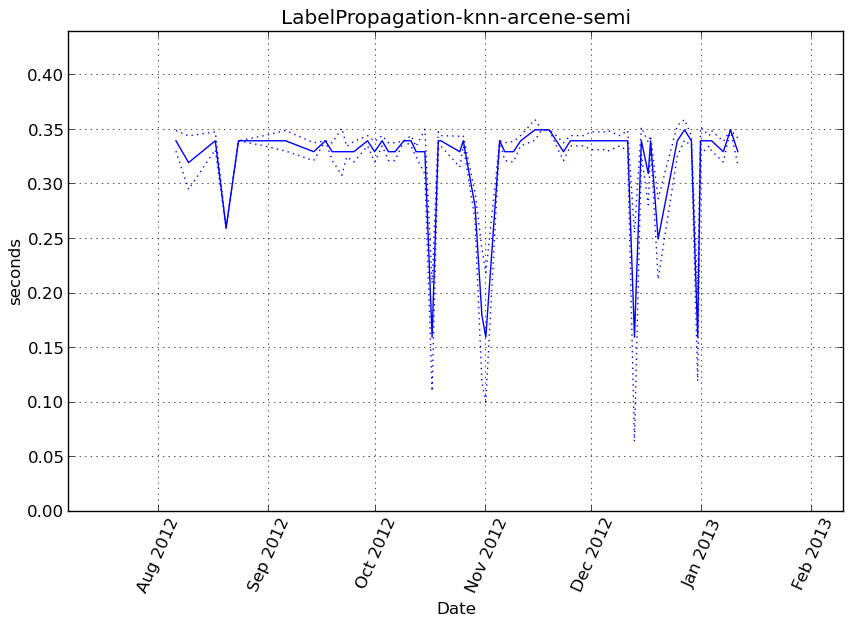 LabelPropagation-knn-arcene-semi
seconds
0.40
0.35
0.30
0.25
0.20
0.15
0.10
0.05
0.00
Aug 2012
Sep 2012
Oct 2012
Nov 2012
Dec 2012
Jan 2013
Feb 2013
Date